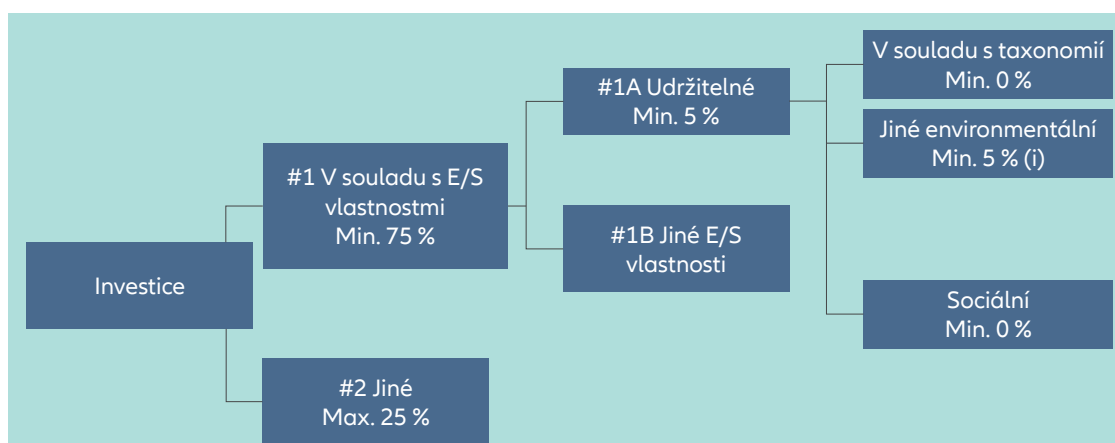 Investice
#1 V souladu s E/S
vlastnostmi
Min. 75 %
#2 Jiné
Max. 25 %
#1A Udržitelné
Min. 5 %
#1B Jiné E/S
vlastnosti
V souladu s taxonomií
Min. 0 %
Jiné environmentální
Min. 5 % (i)
Sociální
Min. 0 %